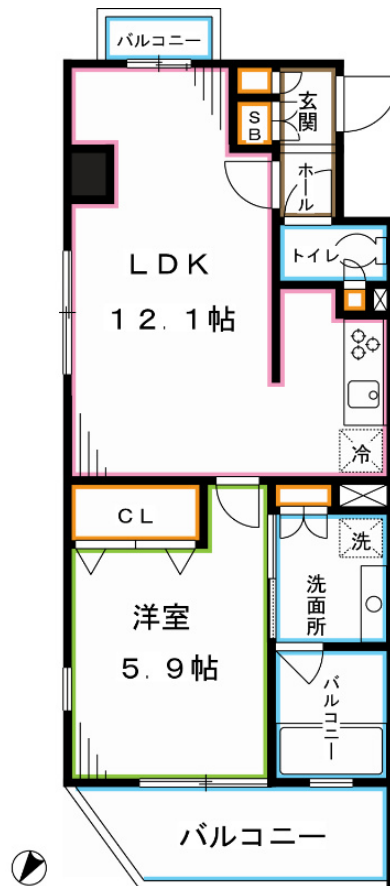 バルコニー
玄関
SB
ホール
トイレ
LDK
12.1帖
冷
CL
洗
洋室
5.9帖
洗面所
バルコニー
バルコニー